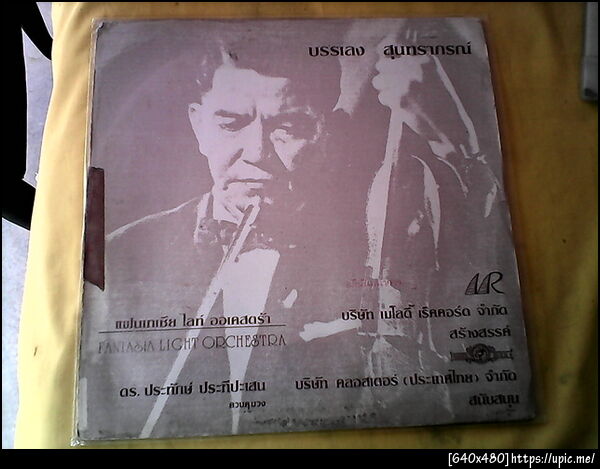 บรรเลง สุนทราภรณ์
MR
แฟนเทเซีย ไลท์ ออเคสตร้า
FANTASIA LIGHT ORCHESTRA
ดร. ประทักษ์ ประทีปะเสน
ควบคุมวง
บริษัท เมโลดี้ เร็คคอร์ด จำกัด
สร้างสรรค์
บริษัท คลอสเตอร์ (ประเทศไทย) จำกัด
สนับสนุน
[640x480]https://upic.me/